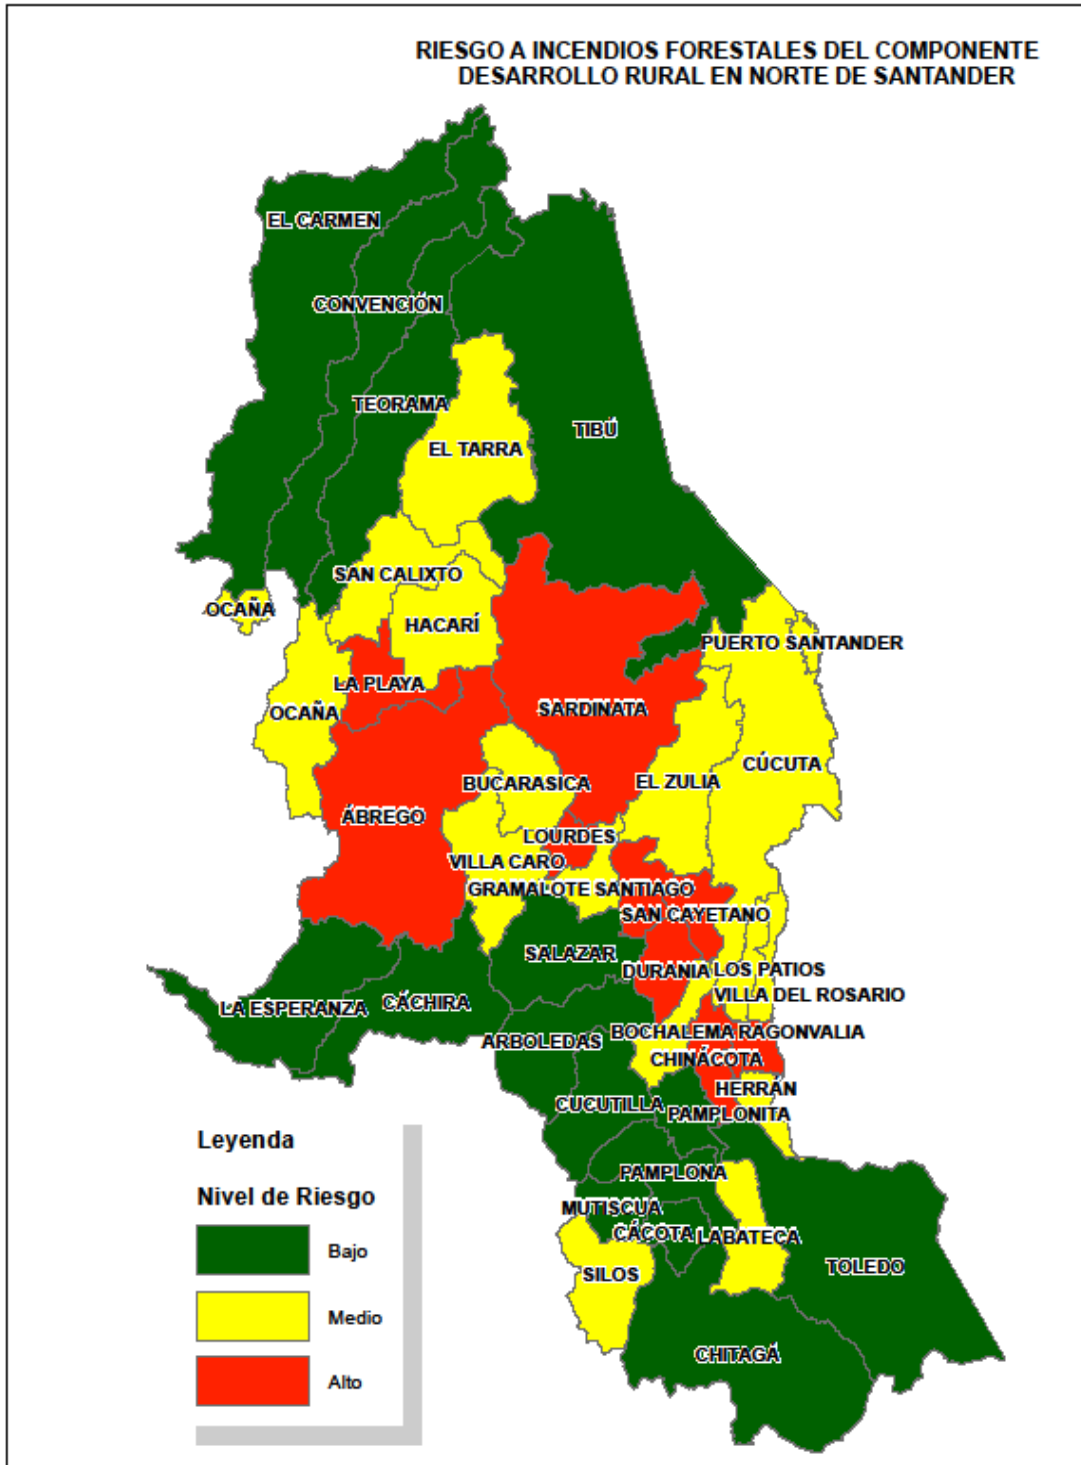 RIESGO A INCENDIOS FORESTALES DEL COMPONENTE
DESARROLLO RURAL EN NORTE DE SANTANDER
EL CARMEN
CONVENCIÓN
TEORAMA
TIBÚ
EL TARRA
SAN CALIXTO
OCAÑA
HACARÍ
PUERTO SANTANDER
LA PLAYA
OCAÑA
SARDINATA
CÚCUTA
BUCARASICA
EL ZULIA
ÁBREGO
LOURDES
VILLA CARO
GRAMALOTE SANTIAGO
SAN CAYETANO
SALAZAR
DURANIA
LOS PATIOS
VILLA DEL ROSARIO
LA ESPERANZA
CÁCHIRA
BOCHALEMA RAGONVALIA
ARBOLEDAS
CHINÁCOTA
HERRÁN
CUCUTILLA
PAMPLONITA
PAMPLONA
MUTISCUA
CÁCOTA
LABATECA
TOLEDO
SILOS
CHITAGÁ
Leyenda
Nivel de Riesgo
Bajo
Medio
Alto